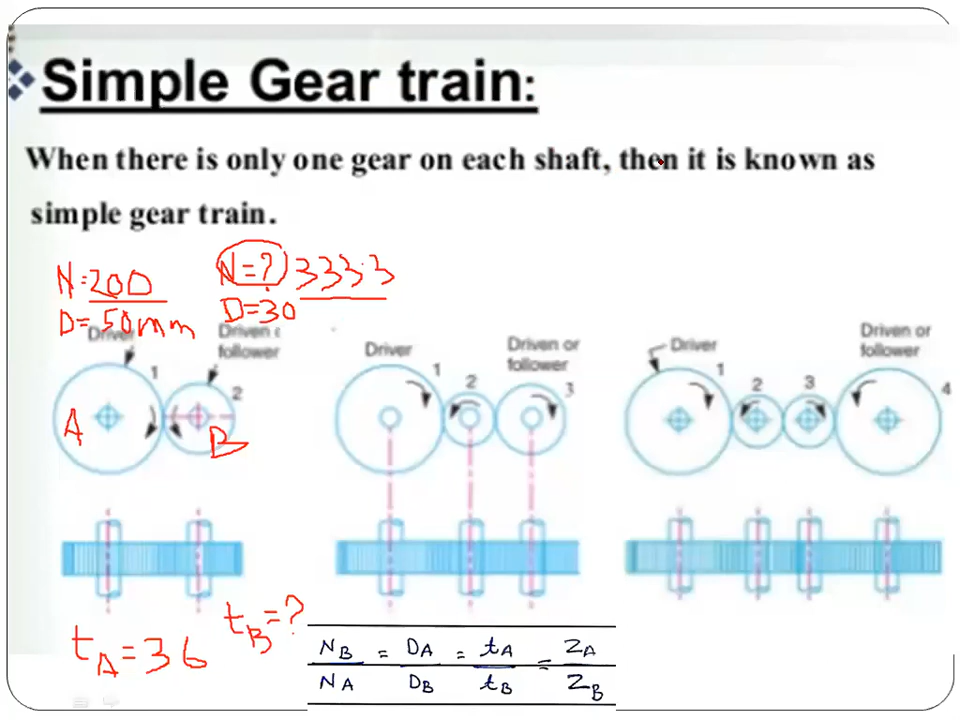 Simple Gear train:
When there is only one gear on each shaft, then it is known as
simple gear train.
N=200
N=? 333.3
D=50mm
D=30
Driver
Driven
follower
1
2
A
B
Driver
Driven or
follower
1
2
3
Driver
Driven or
follower
1
2
3
4
tA=36
tB=?
NB/NA = DA/DB = tA/tB = ZA/ZB